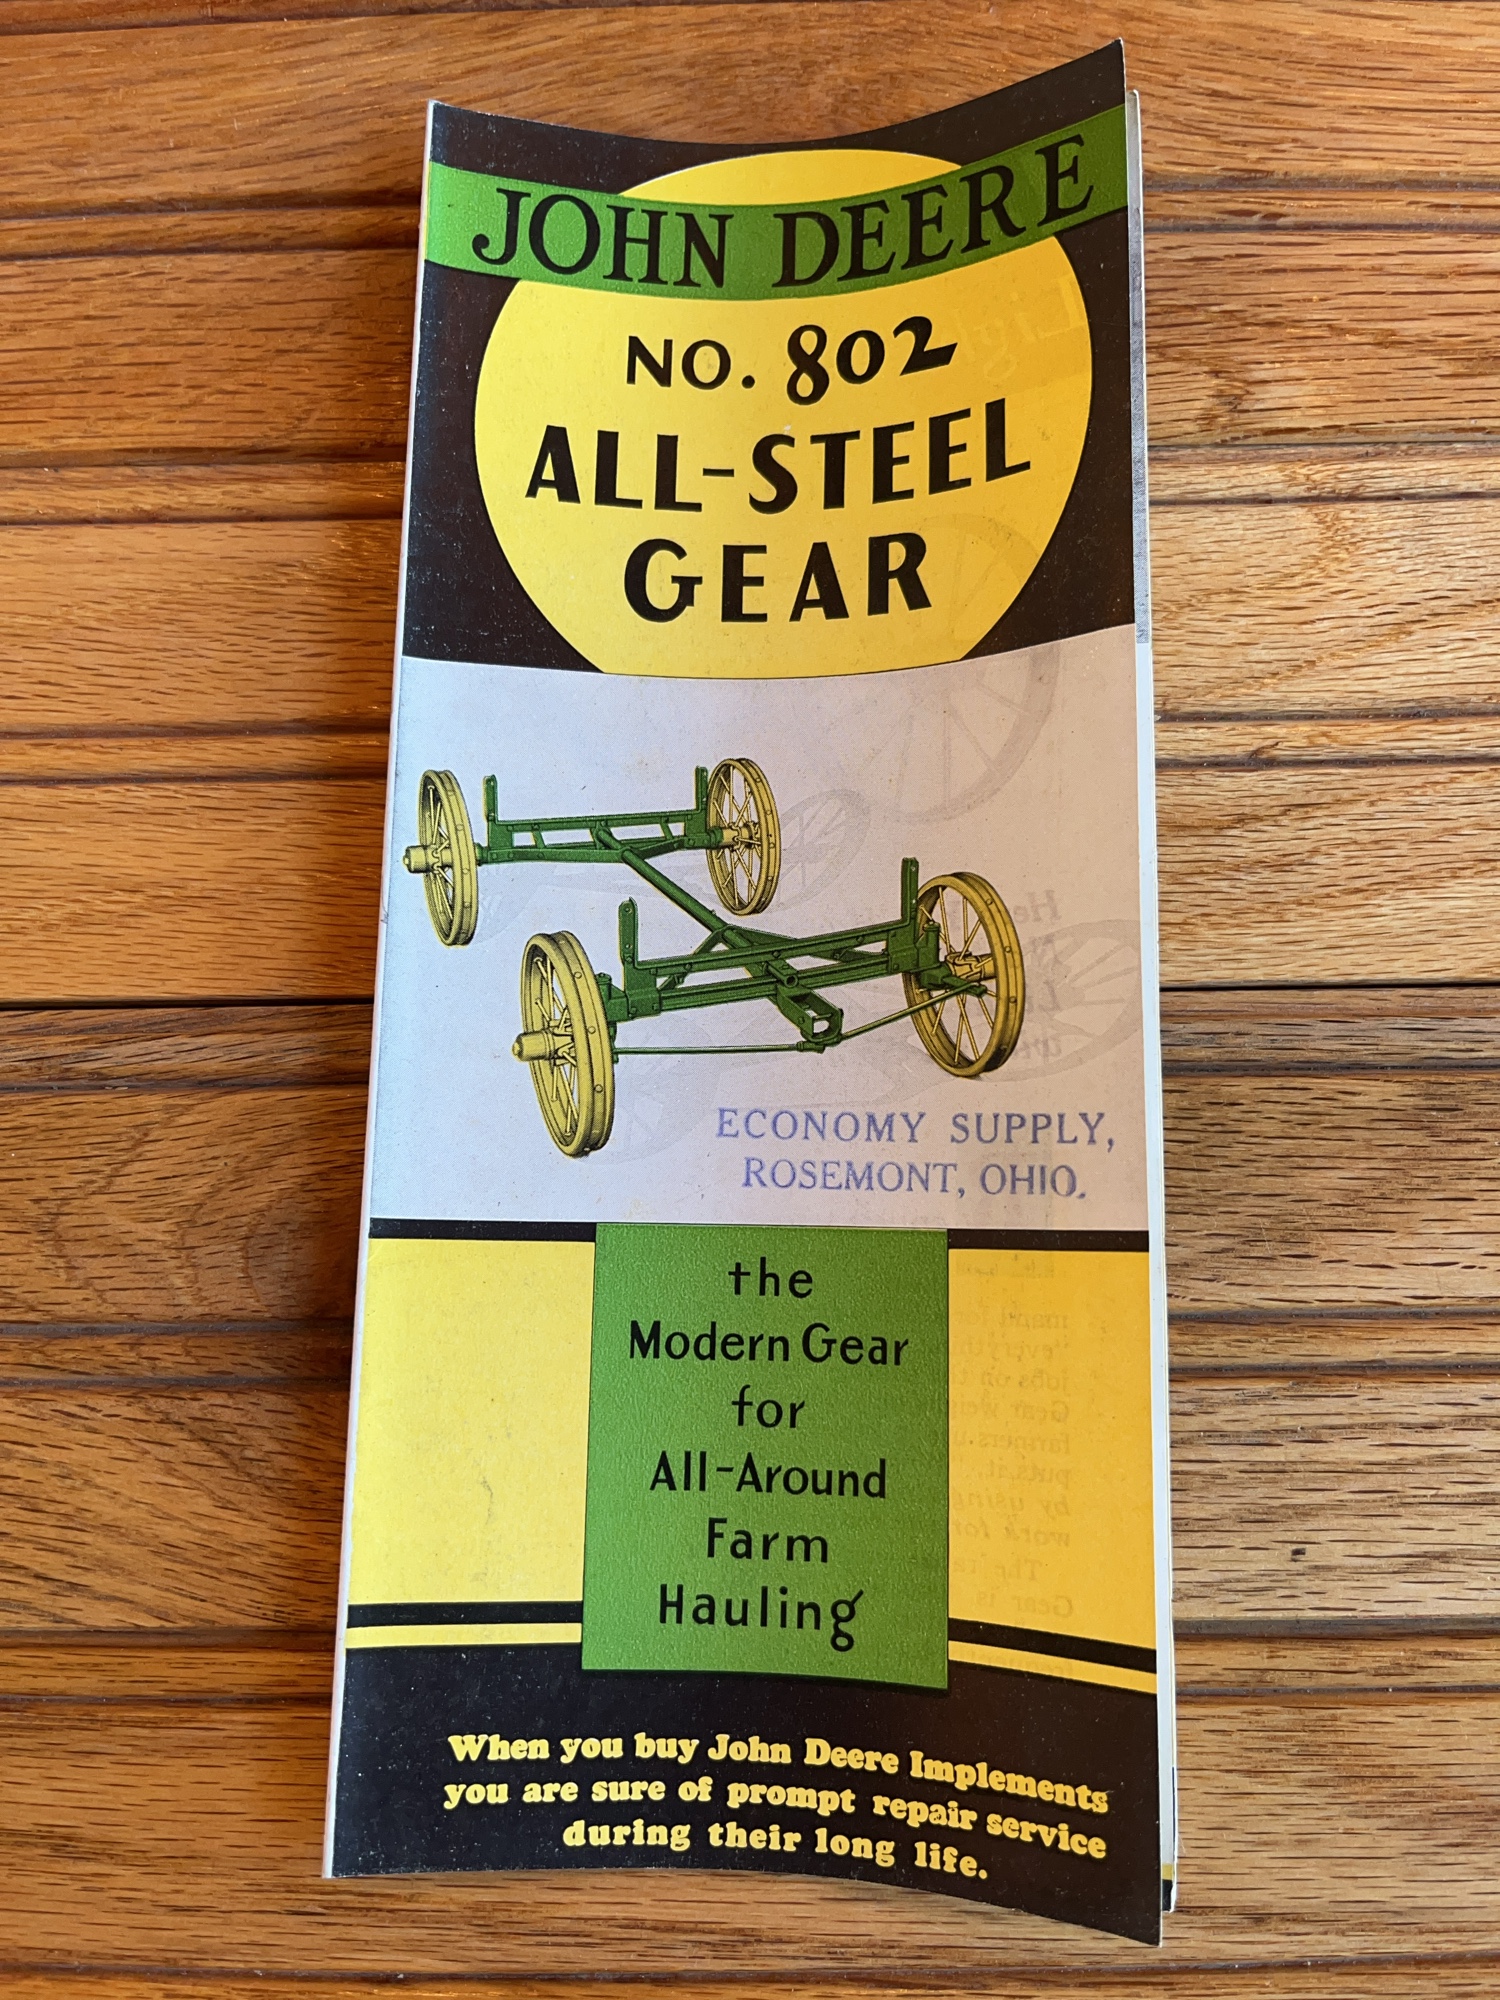 JOHN DEERE
NO. 802
ALL-STEEL
GEAR
ECONOMY SUPPLY,
ROSEMONT, OHIO.
the
Modern Gear
for
All-Around
Farm
Hauling
When you buy John Deere Implements
you are sure of prompt repair service
during their long life.